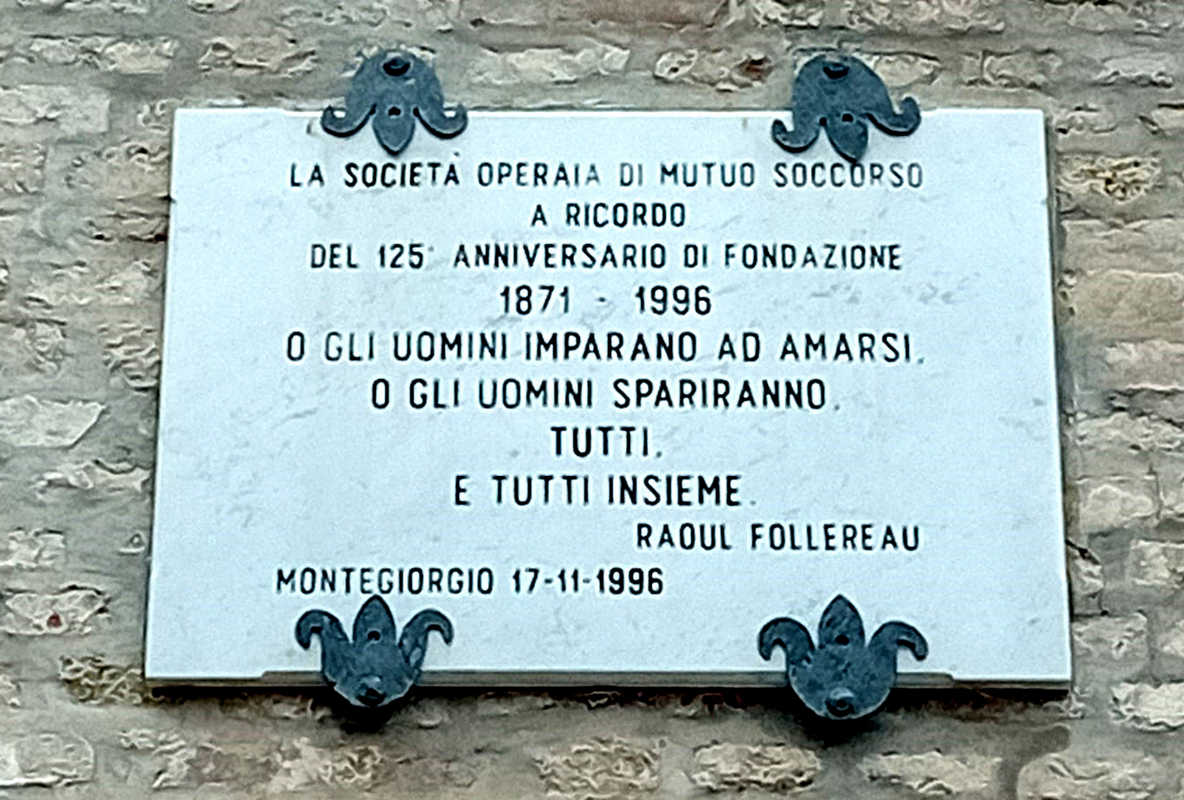 LA SOCIETÀ OPERAIA DI MUTUO SOCCORSO
A RICORDO
DEL 125° ANNIVERSARIO DI FONDAZIONE
1871 - 1996
O GLI UOMINI IMPARANO AD AMARSI.
O GLI UOMINI SPARIRANNO.
TUTTI.
E TUTTI INSIEME.
RAOUL FOLLEREAU
MONTEGIORGIO 17-11-1996